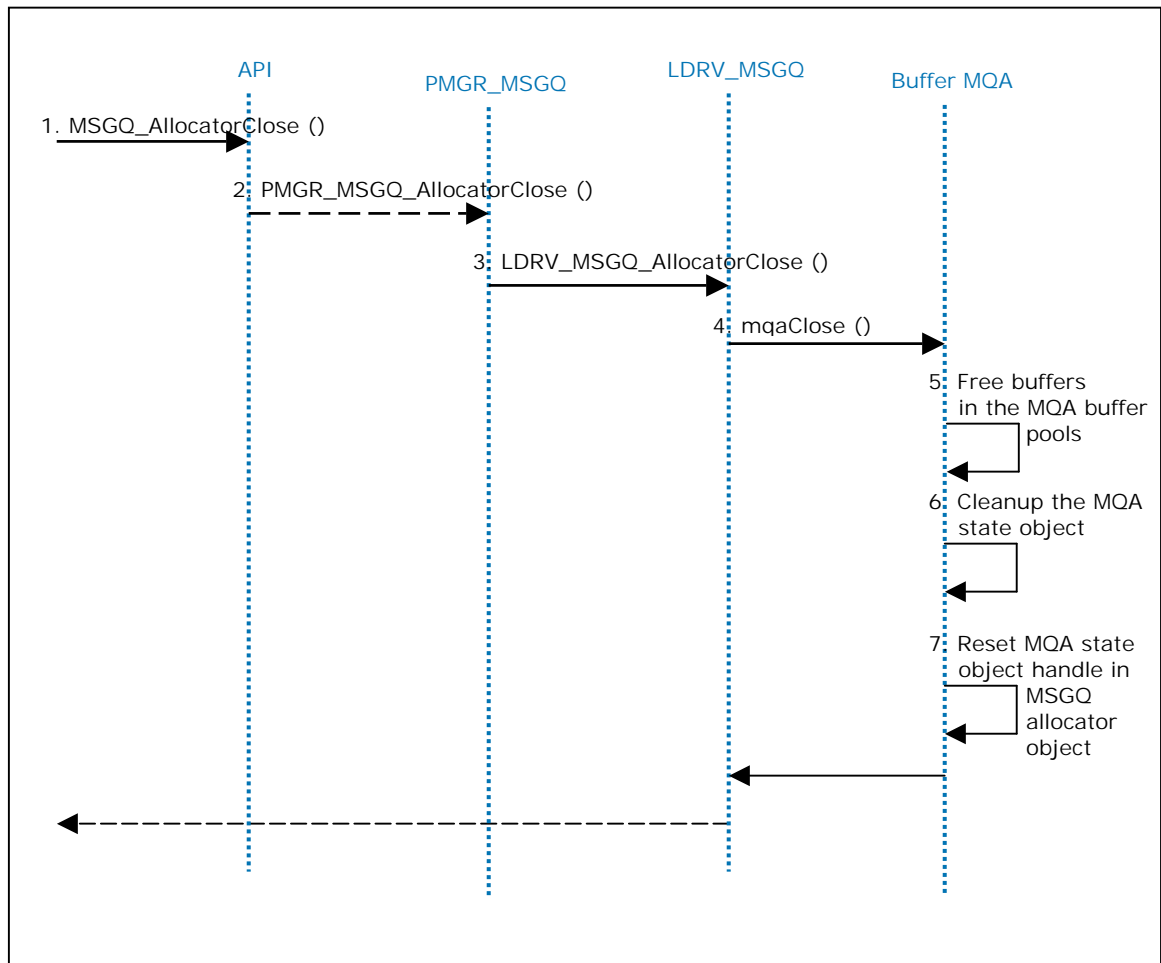 API
PMGR_MSGQ
LDRV_MSGQ
Buffer MQA
1. MSGQ_AllocatorClose ()
2. PMGR_MSGQ_AllocatorClose ()
3. LDRV_MSGQ_AllocatorClose ()
4. mqaClose ()
5. Free buffers
in the MQA buffer
pools
6. Cleanup the MQA
state object
7. Reset MQA state
object handle in
MSGQ
allocator
object